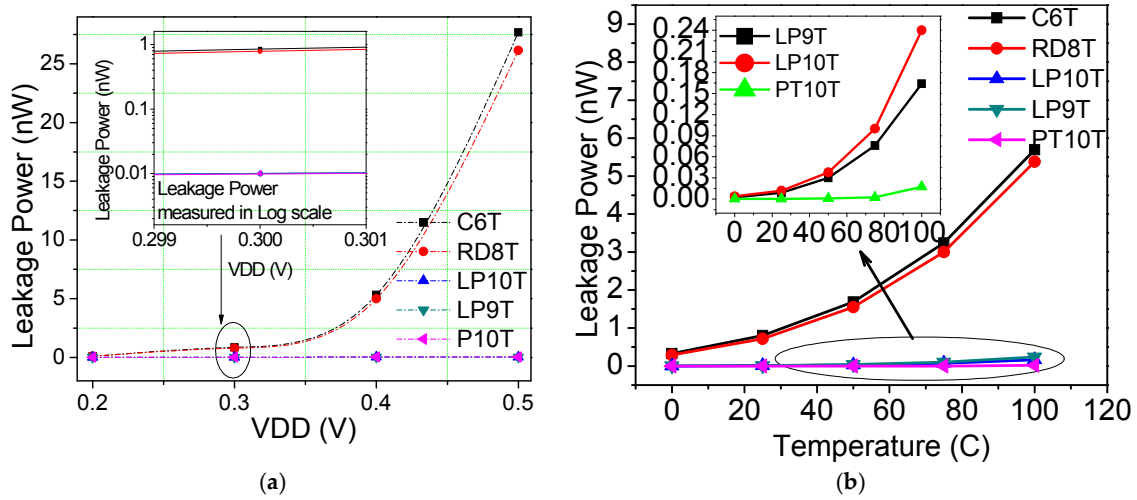 Leakage Power (nW)
25
20
15
10
5
0
0.2
0.3
0.4
0.5
VDD (V)
Leakage Power (nW)
1
0.1
0.01
Leakage Power
measured in Log scale
0.299
0.300
0.301
VDD (V)
C6T
RD8T
LP10T
LP9T
P10T
(a)
Leakage Power (nW)
9
8
7
6
5
4
3
2
1
0
0
20
40
60
80
100
120
Temperature (C)
0.24
0.21
0.18
0.15
0.12
0.09
0.06
0.03
0.00
0
20
40
60
80
100
LP9T
LP10T
PT10T
C6T
RD8T
LP10T
LP9T
PT10T
(b)